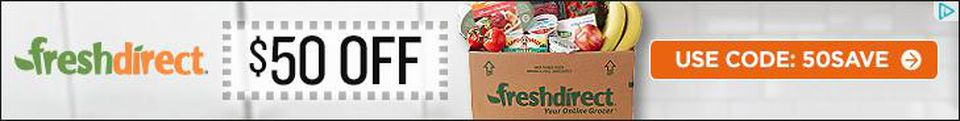 freshdirect.
$50 OFF
freshdirect
Your Online Grocer
USE CODE: 50SAVE